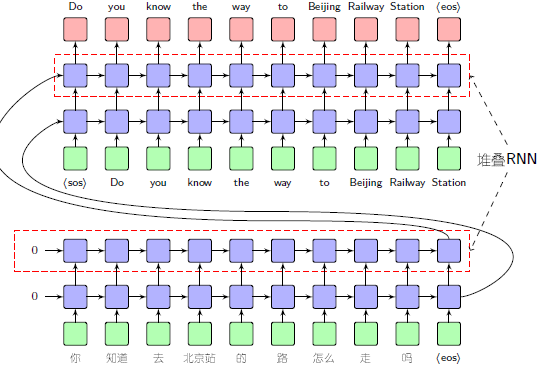 Do you know the way to Beijing Railway Station ⟨eos⟩
堆叠RNN
⟨sos⟩ Do you know the way to Beijing Railway Station
0
0
你 知道 去 北京站 的 路 怎么 走 吗 ⟨eos⟩